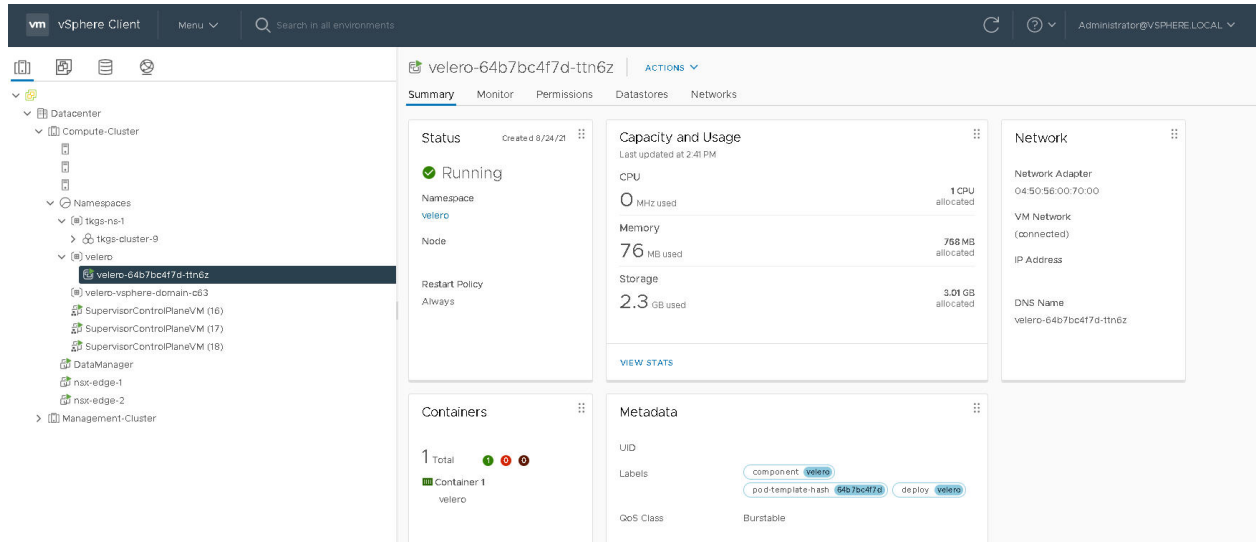 vm vSphere Client Menu Search in all environments Administrator@VSPHERE.LOCAL
Datacenter
Compute-Cluster
Namespaces
tkgs-ns-1
tkgs-cluster-9
velero
velero-64b7bc4f7d-ttn6z
velero-vsphere-domain-c63
SupervisorControlPlaneVM (16)
SupervisorControlPlaneVM (17)
SupervisorControlPlaneVM (18)
DataManager
nsx-edge-1
nsx-edge-2
Management-Cluster
velero-64b7bc4f7d-ttn6z ACTIONS
Summary Monitor Permissions Datastores Networks
Status Created 8/24/21
Running
Namespace
velero
Node
Restart Policy
Always
Capacity and Usage
Last updated at 2:41 PM
CPU
0 MHz used 1 CPU
allocated
Memory
76 MB used 768 MB
allocated
Storage
2.3 GB used 3.01 GB
allocated
VIEW STATS
Network
Network Adapter
04:50:56:00:70:00
VM Network
(connected)
IP Address
DNS Name
velero-64b7bc4f7d-ttn6z
Containers
1 Total 1 0 0
Container 1
velero
Metadata
UID
Labels component velero
pod-template-hash 64b7bc4f7d deploy velero
QoS Class Burstable